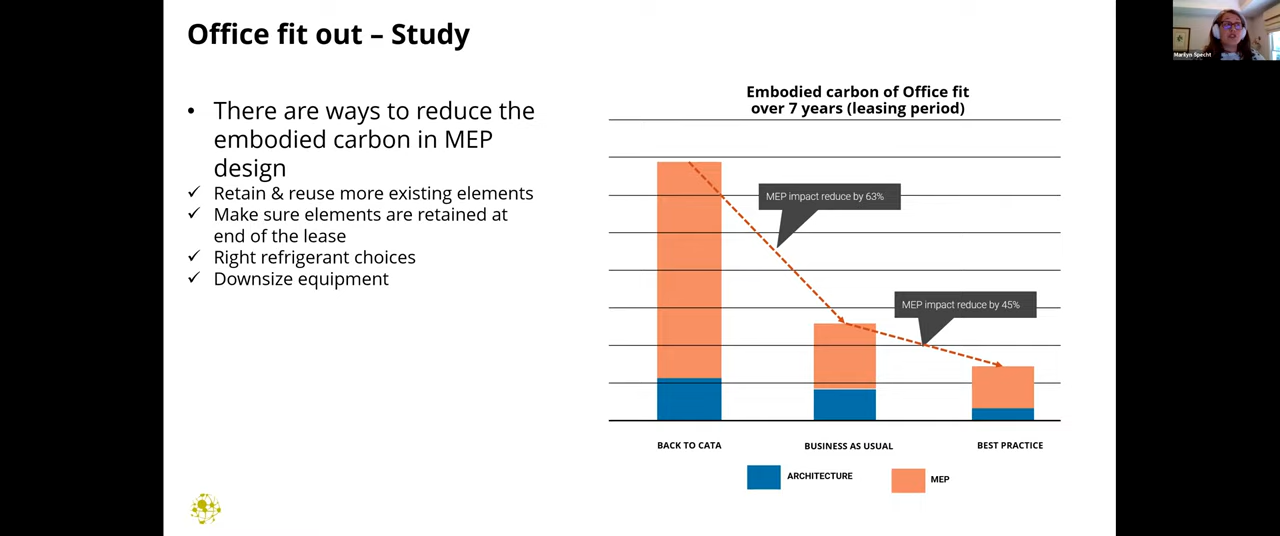 Office fit out – Study
• There are ways to reduce the
embodied carbon in MEP
design
✓ Retain & reuse more existing elements
✓ Make sure elements are retained at
end of the lease
✓ Right refrigerant choices
✓ Downsize equipment
Embodied carbon of Office fit
over 7 years (leasing period)
MEP impact reduce by 63%
MEP impact reduce by 45%
BACK TO CATA
BUSINESS AS USUAL
BEST PRACTICE
ARCHITECTURE
MEP
Marilyn Specht